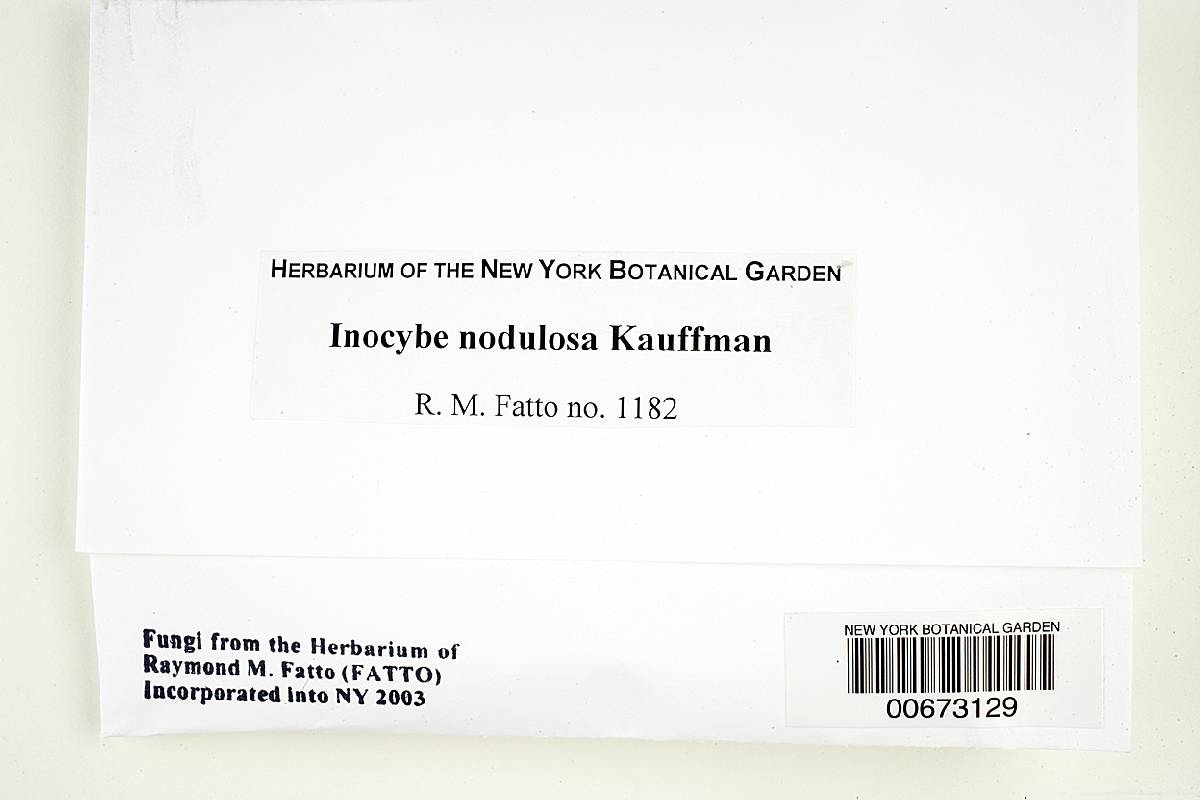 HERBARIUM OF THE NEW YORK BOTANICAL GARDEN
Inocybe nodulosa Kauffman
R. M. Fatto no. 1182
Fungi from the Herbarium of
Raymond M. Fatto (FATTO)
Incorporated into NY 2003
NEW YORK BOTANICAL GARDEN
00673129